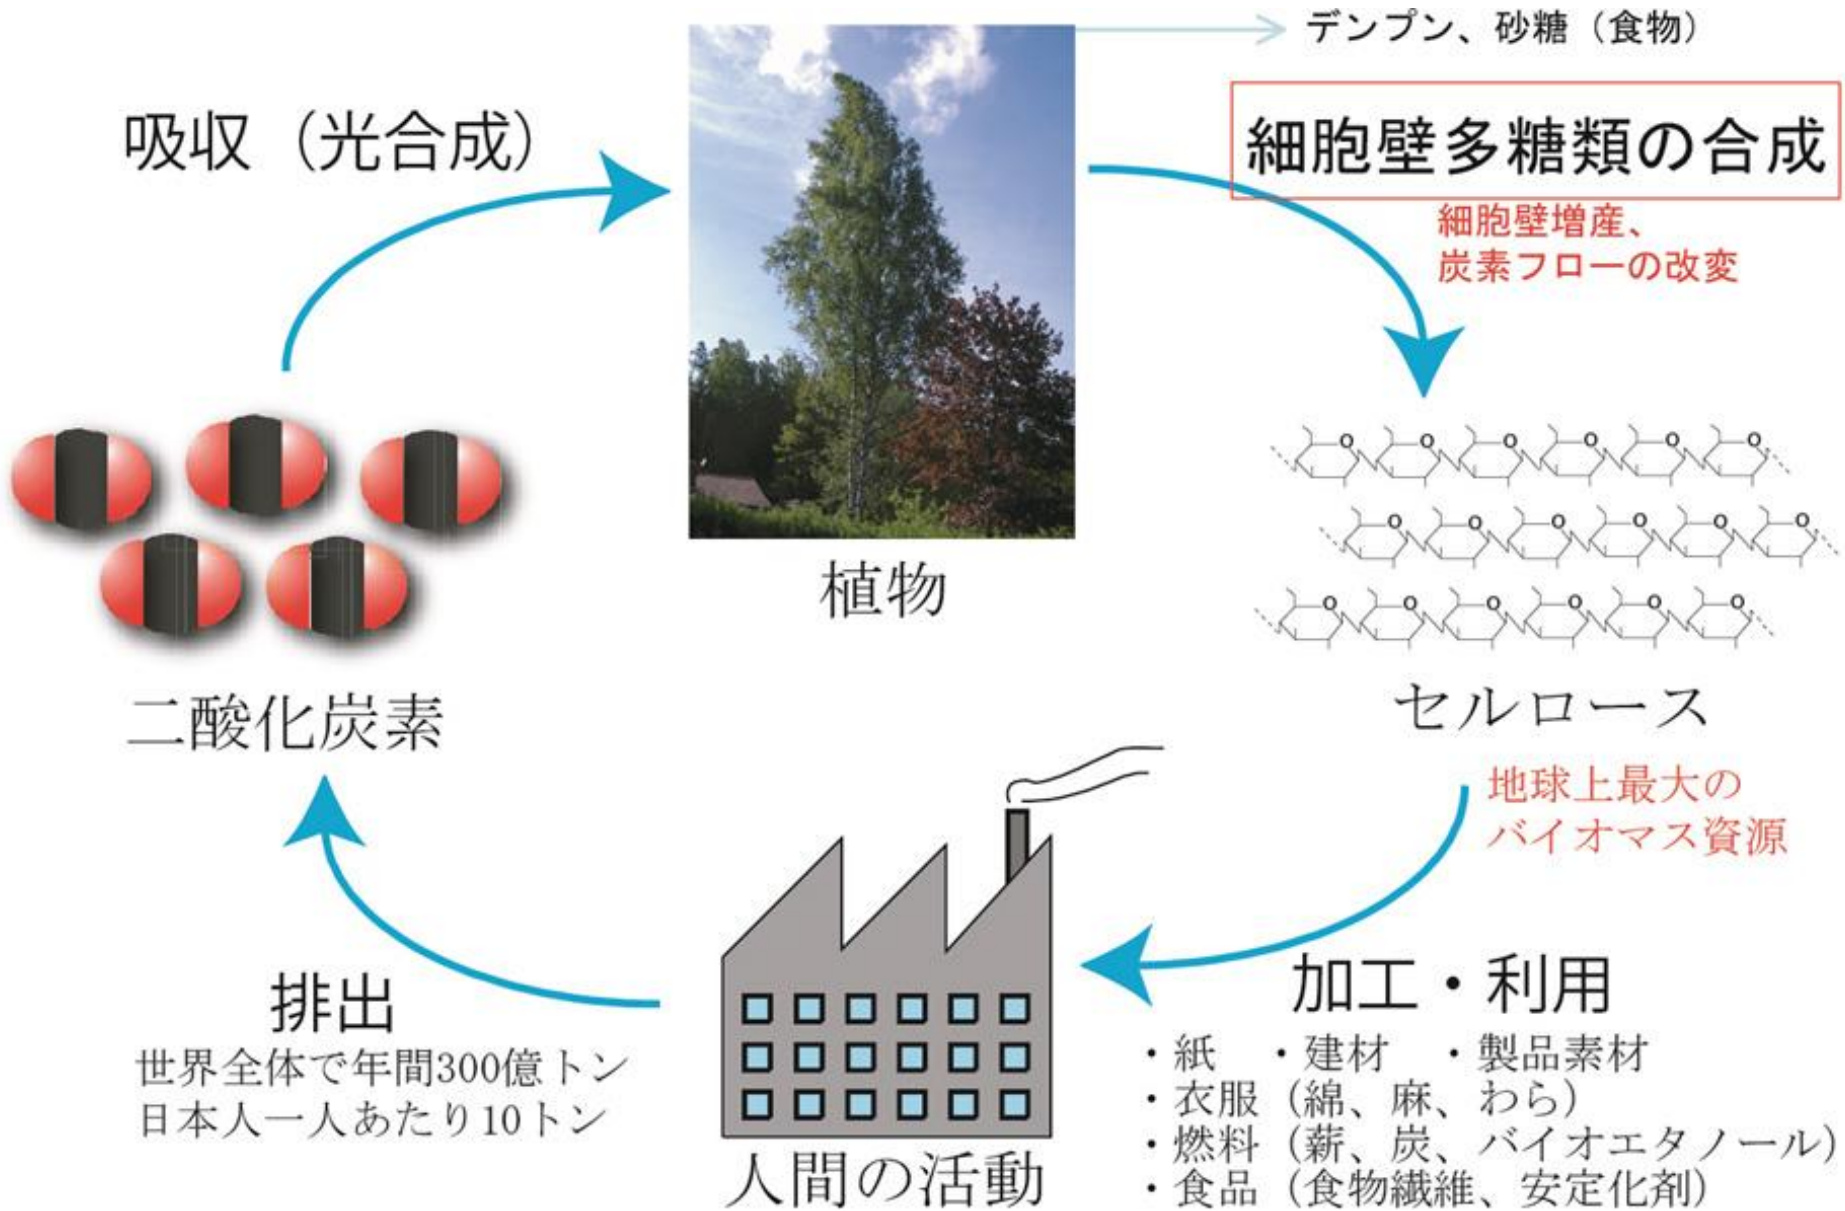 デンプン、砂糖（食物）
吸収（光合成）
細胞壁多糖類の合成
細胞壁増産、
炭素フローの改変
植物
二酸化炭素
セルロース
地球上最大の
バイオマス資源
加工・利用
・紙　・建材　・製品素材
・衣服（綿、麻、わら）
・燃料（薪、炭、バイオエタノール）
・食品（食物繊維、安定化剤）
排出
世界全体で年間300億トン
日本人一人あたり10トン
人間の活動
O O O O O O
O O O O O O
O O O O O O